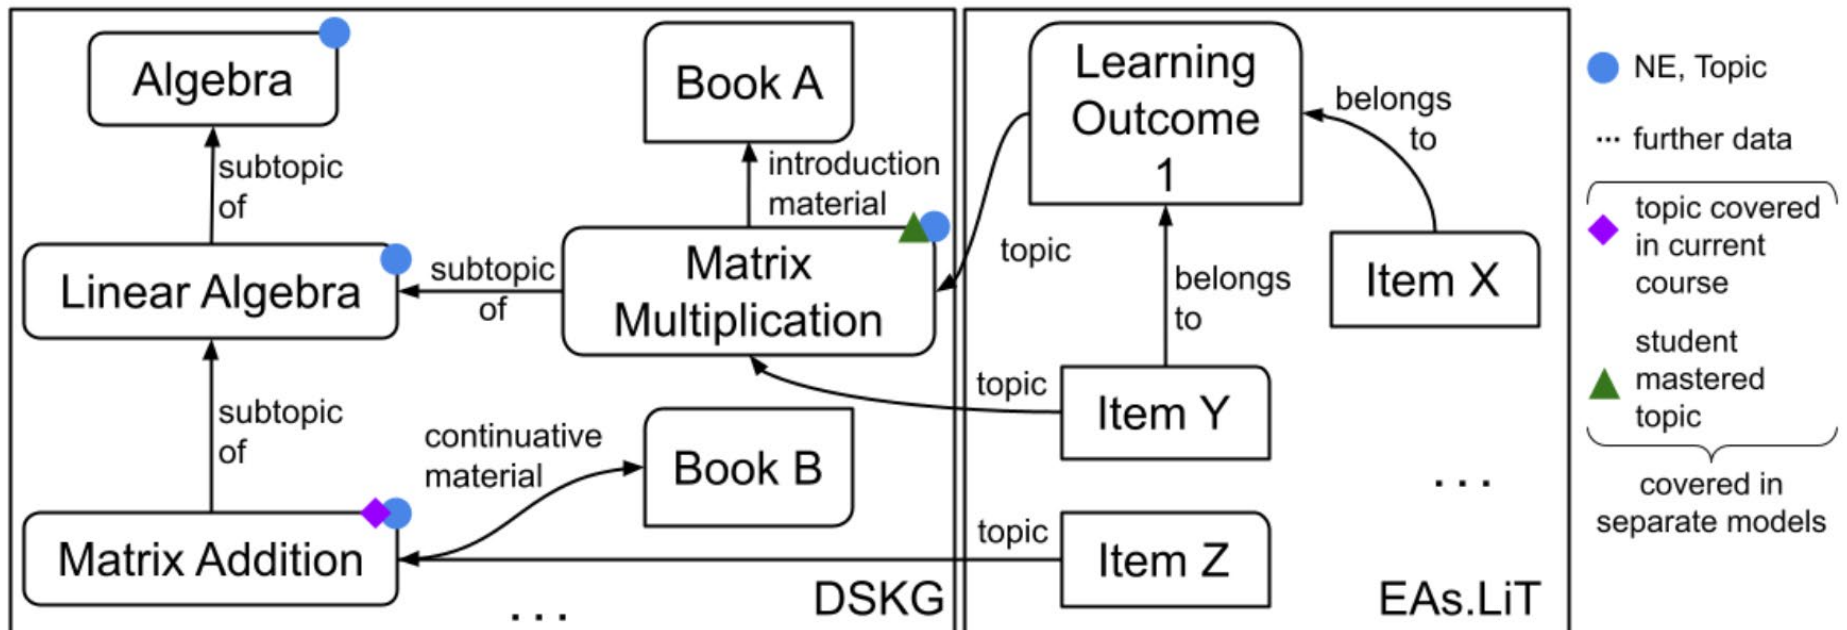 Algebra
subtopic
of
Linear Algebra
subtopic
of
Matrix Addition
Book A
introduction
material
Matrix
Multiplication
subtopic
of
continuative
material
Book B
...
DSKG
Learning
Outcome
1
topic
belongs
to
belongs
to
Item X
topic
Item Y
topic
Item Z
...
EAs.LiT
NE, Topic
... further data
topic covered
in current
course
student
mastered
topic
covered in
separate models